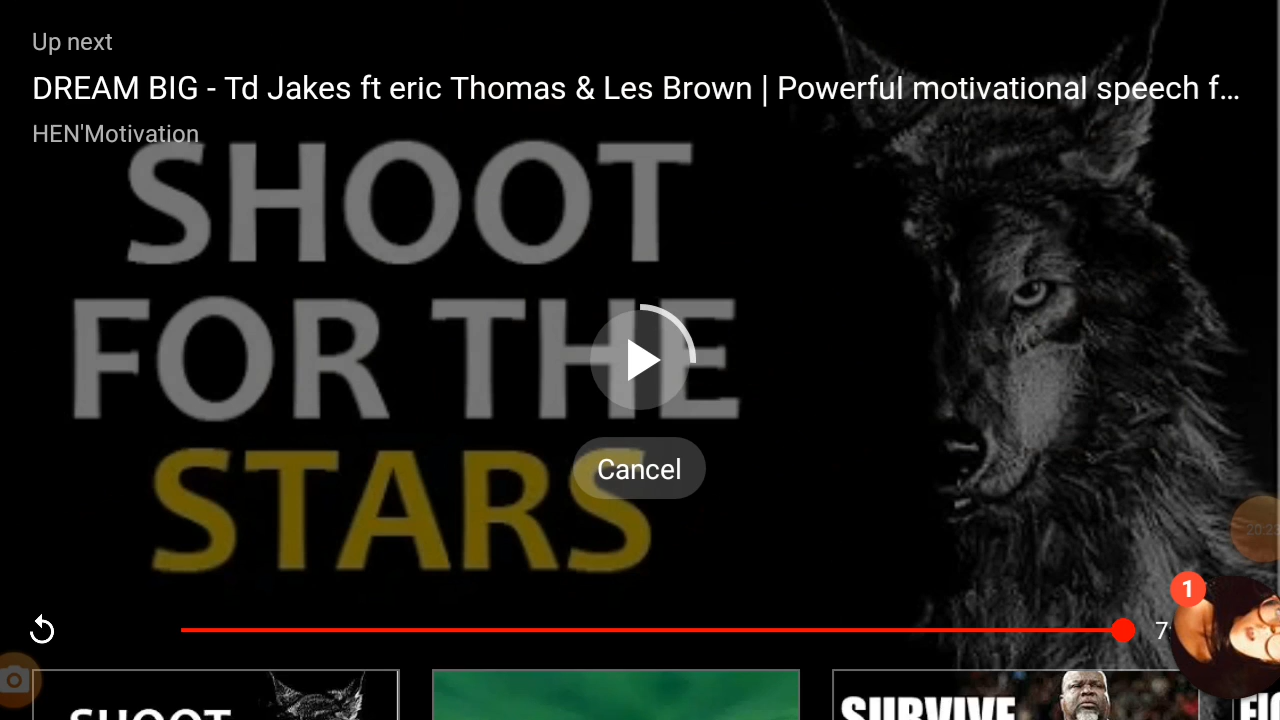 Up next
DREAM BIG - Td Jakes ft eric Thomas & Les Brown | Powerful motivational speech f...
HEN'Motivation
SHOOT
FOR THE
STARS
Cancel
1
SHOOT
SURVIVE